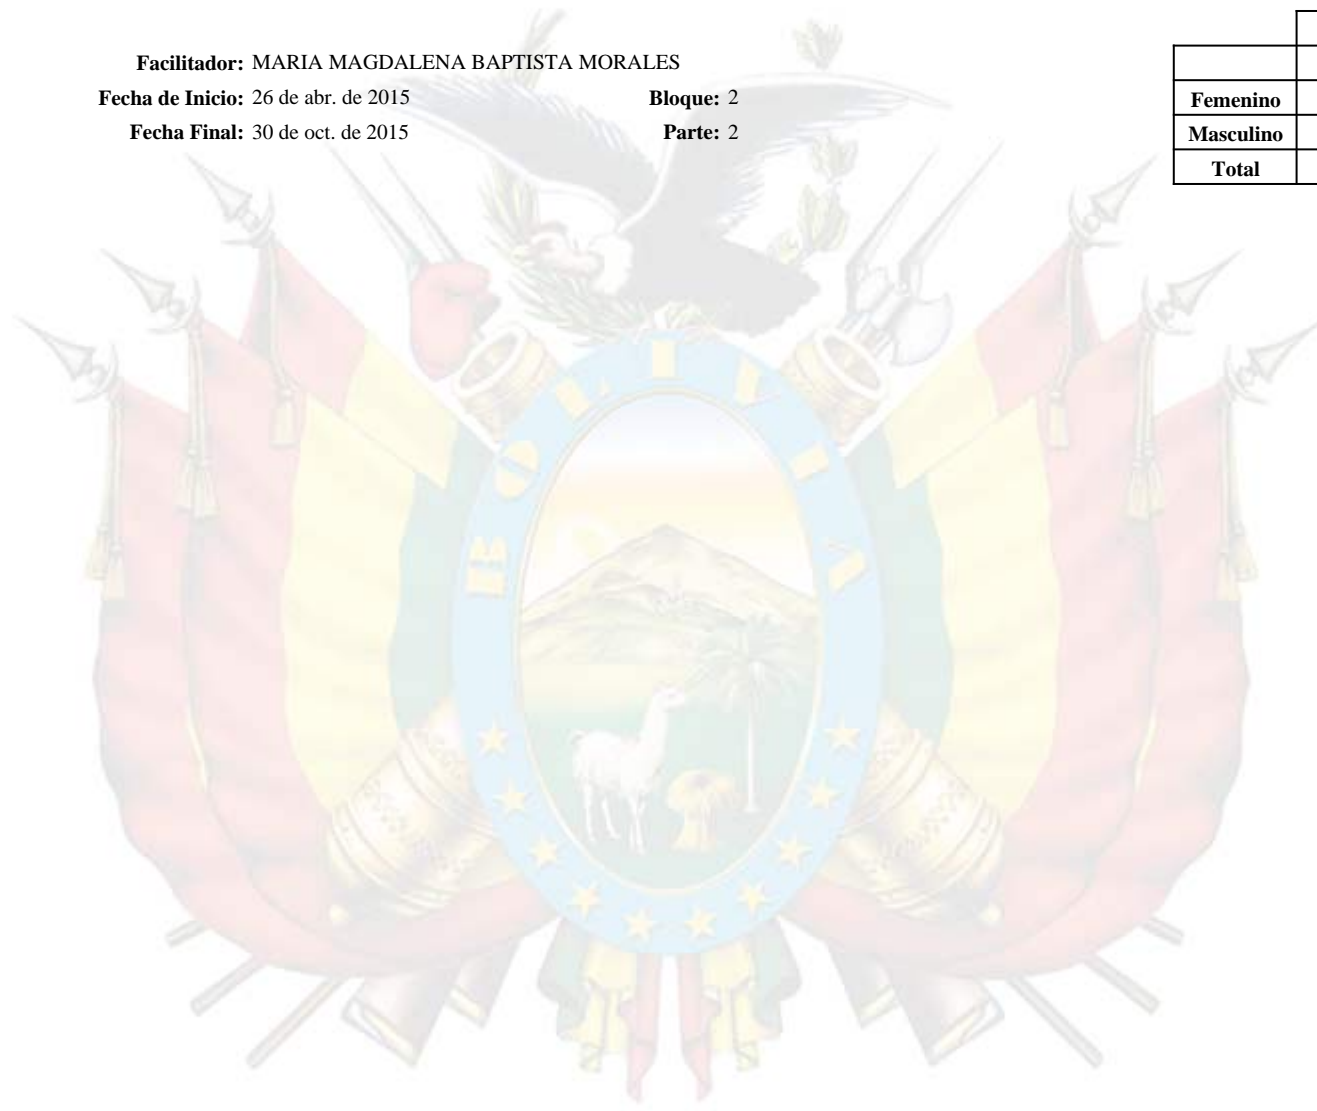 Facilitador: MARIA MAGDALENA BAPTISTA MORALES
Fecha de Inicio: 26 de abr. de 2015 Bloque: 2
Fecha Final: 30 de oct. de 2015 Parte: 2
Femenino
Masculino
Total
BOLIVIA